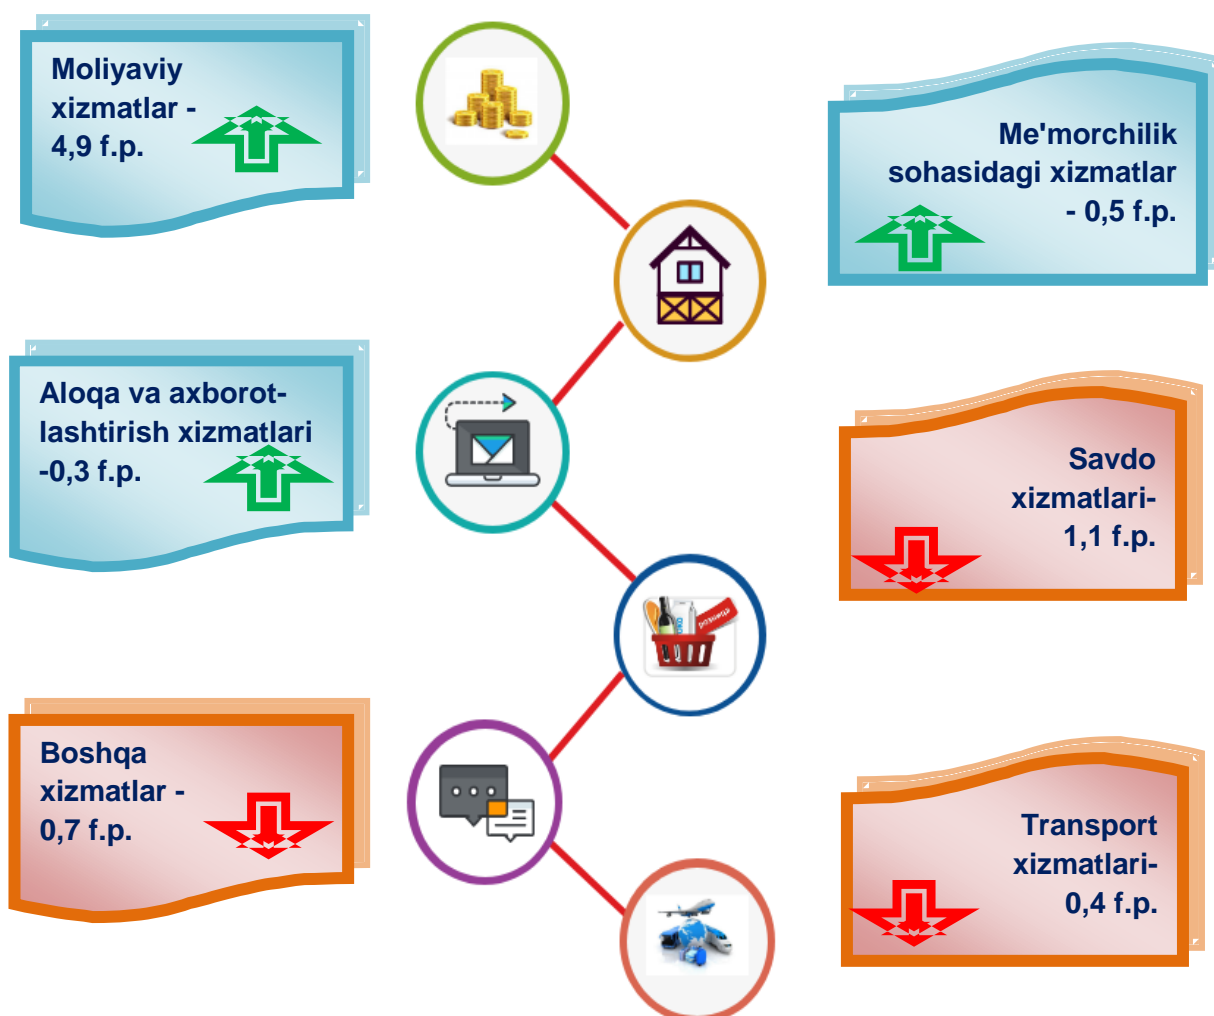 Moliyaviy
xizmatlar -
4,9 f.p.
Me'morchilik
sohasidagi xizmatlar
- 0,5 f.p.
Aloqa va axborot-
lashtirish xizmatlari
-0,3 f.p.
Savdo
xizmatlari-
1,1 f.p.
Boshqa
xizmatlar -
0,7 f.p.
Transport
xizmatlari-
0,4 f.p.